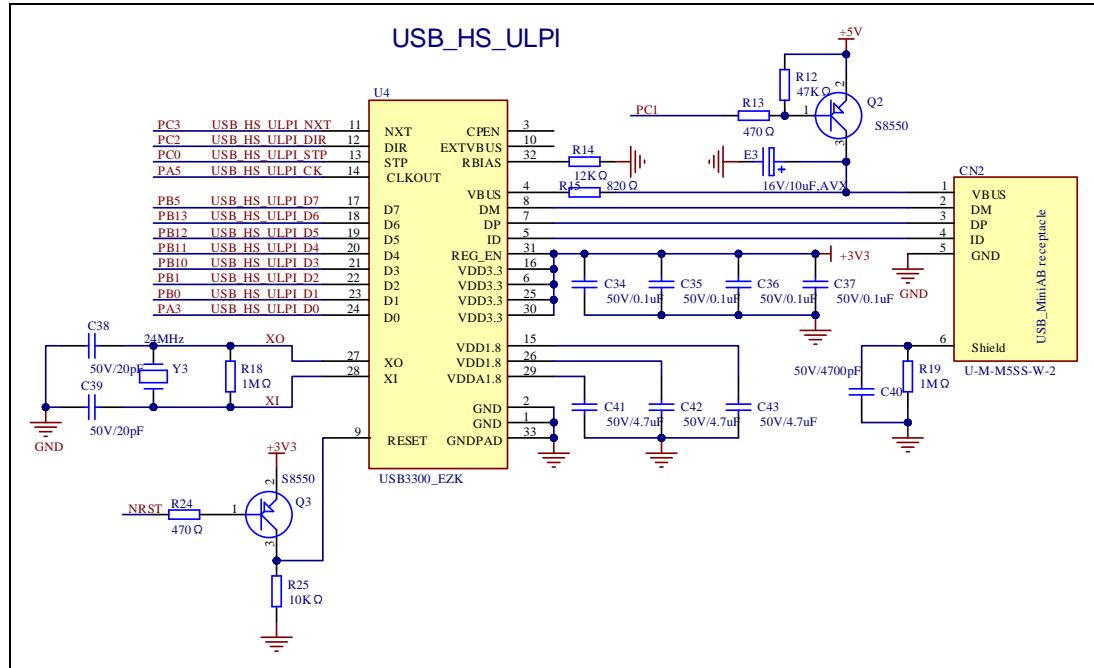 USB_HS_ULPI
+5V
R12
47KΩ
2
Q2
S8550
1
3
PC1
R13
470Ω
U4
PC3 USB_HS_ULPI_NXT 11 NXT
PC2 USB_HS_ULPI_DIR 12 DIR
PC0 USB_HS_ULPI_STP 13 STP
PA5 USB_HS_ULPI_CK 14 CLKOUT
PB5 USB_HS_ULPI_D7 17 D7
PB13 USB_HS_ULPI_D6 18 D6
PB12 USB_HS_ULPI_D5 19 D5
PB11 USB_HS_ULPI_D4 20 D4
PB10 USB_HS_ULPI_D3 21 D3
PB1 USB_HS_ULPI_D2 22 D2
PB0 USB_HS_ULPI_D1 23 D1
PA3 USB_HS_ULPI_D0 24 D0
CPEN 3
EXTVBUS 10
RBIAS 32
R14
12KΩ
E3
+
16V/10uF,AVX
VBUS 4
R15 820Ω
DM 8
DP 7
ID 5
REG_EN 31
VDD3.3 16
VDD3.3 6
VDD3.3 25
VDD3.3 30
+3V3
C34
50V/0.1uF
C35
50V/0.1uF
C36
50V/0.1uF
C37
50V/0.1uF
CN2
1 VBUS
2 DM
3 DP
4 ID
5 GND
GND
USB_MiniAB receptacle
6 Shield
U-M-M5SS-W-2
50V/4700pF
C40
R19
1MΩ
C38
50V/20pF
24MHz
XO
Y3
R18
1MΩ
C39
50V/20pF
XI
GND
27 XO
28 XI
9 RESET
VDD1.8 15
VDD1.8 26
VDDA1.8 29
GND 2
GND 1
GNDPAD 33
C41
50V/4.7uF
C42
50V/4.7uF
C43
50V/4.7uF
USB3300_EZK
+3V3
S8550
2
Q3
1
3
NRST
R24
470Ω
R25
10KΩ